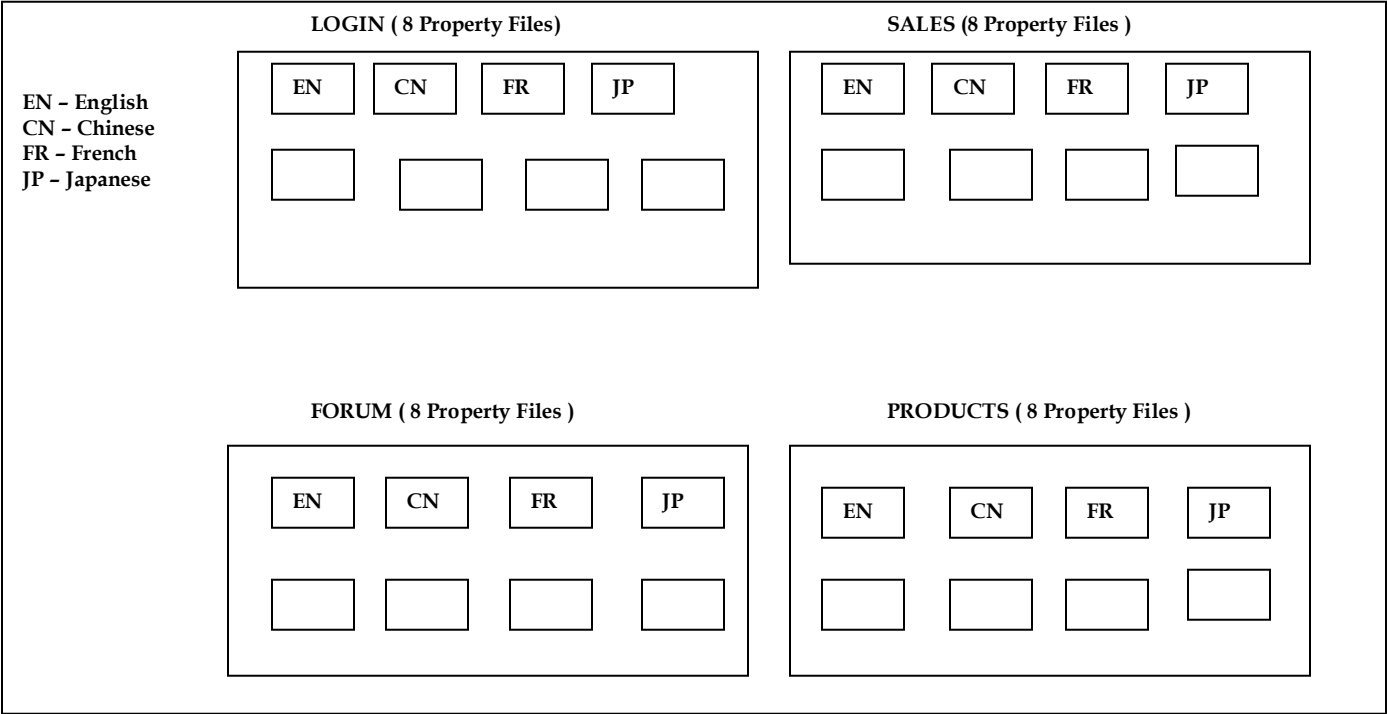 LOGIN ( 8 Property Files)
SALES (8 Property Files )
EN – English
CN – Chinese
FR – French
JP – Japanese
EN CN FR JP
EN CN FR JP
FORUM ( 8 Property Files )
PRODUCTS ( 8 Property Files )
EN CN FR JP
EN CN FR JP